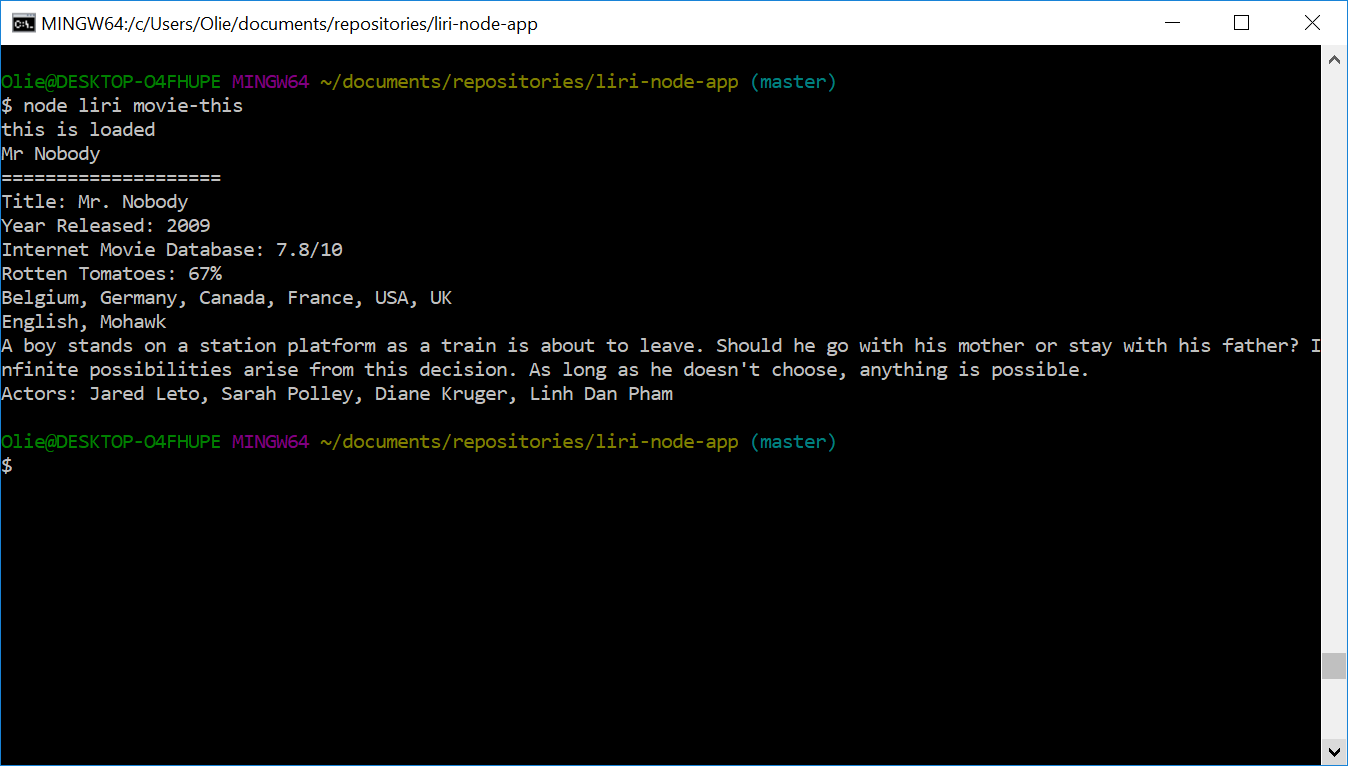 MINGW64:/c/Users/Olie/documents/repositories/liri-node-app
Olie@DESKTOP-O4FHUPE MINGW64 ~/documents/repositories/liri-node-app (master)
$ node liri movie-this
this is loaded
Mr Nobody
====================
Title: Mr. Nobody
Year Released: 2009
Internet Movie Database: 7.8/10
Rotten Tomatoes: 67%
Belgium, Germany, Canada, France, USA, UK
English, Mohawk
A boy stands on a station platform as a train is about to leave. Should he go with his mother or stay with his father? I
nfinite possibilities arise from this decision. As long as he doesn't choose, anything is possible.
Actors: Jared Leto, Sarah Polley, Diane Kruger, Linh Dan Pham
Olie@DESKTOP-O4FHUPE MINGW64 ~/documents/repositories/liri-node-app (master)
$